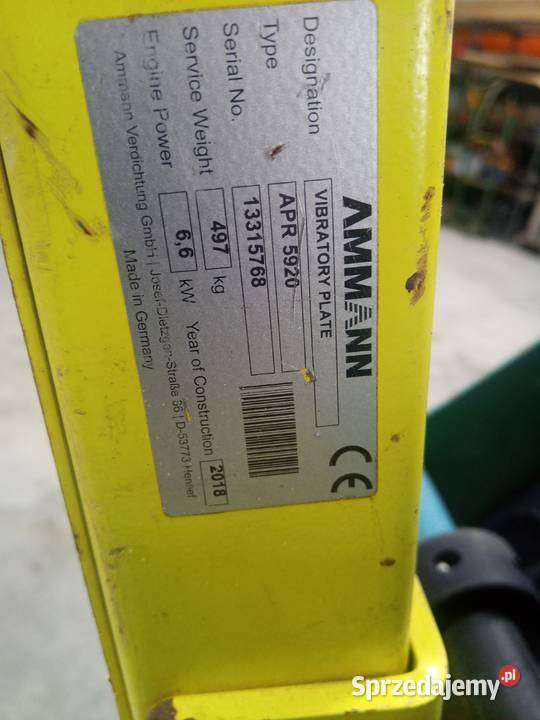 AMMANN
Designation VIBRATORY PLATE
Type APR 5920
Serial No. 13315768
Service Weight 497 kg
Engine Power 6,6 kW Year of Construction 2018
Ammann Verdichtung GmbH | Josef-Dietzgen-Straße 36 | D-53773 Hennef
Made in Germany
CE
Sprzedajemy.pl